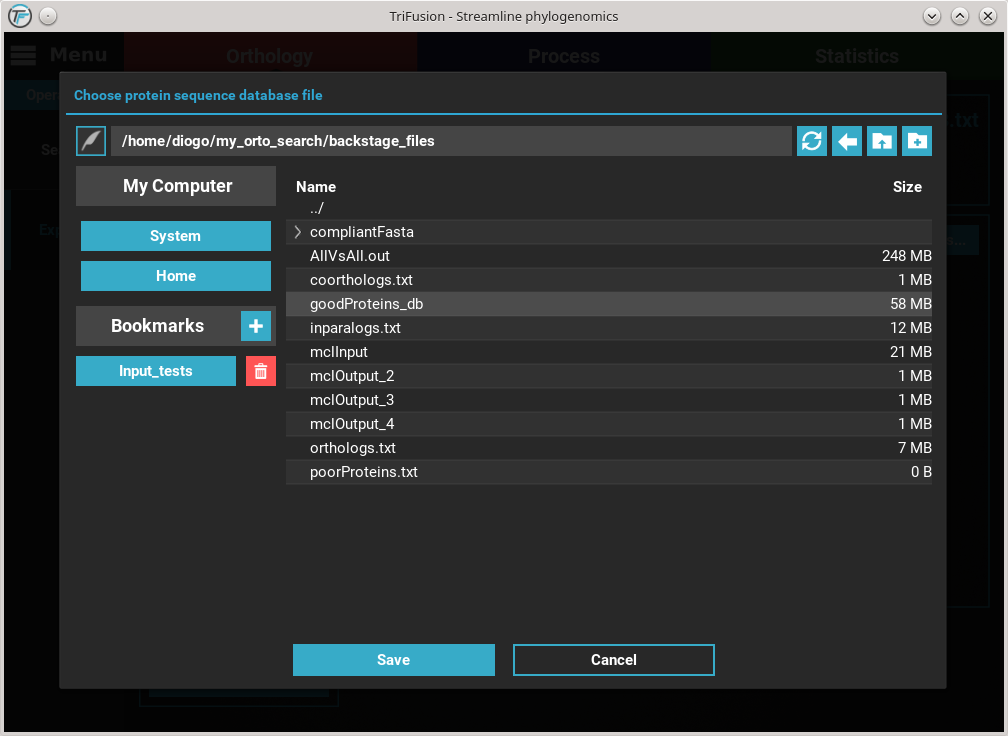 TriFusion - Streamline phylogenomics
Menu
Orthology
Process
Statistics
Choose protein sequence database file
/home/diogo/my_orto_search/backstage_files
My Computer
System
Home
Bookmarks
Input_tests
Name Size
../
compliantFasta
AllVsAll.out 248 MB
coorthologs.txt 1 MB
goodProteins_db 58 MB
inparalogs.txt 12 MB
mclInput 21 MB
mclOutput_2 1 MB
mclOutput_3 1 MB
mclOutput_4 1 MB
orthologs.txt 7 MB
poorProteins.txt 0 B
Save
Cancel